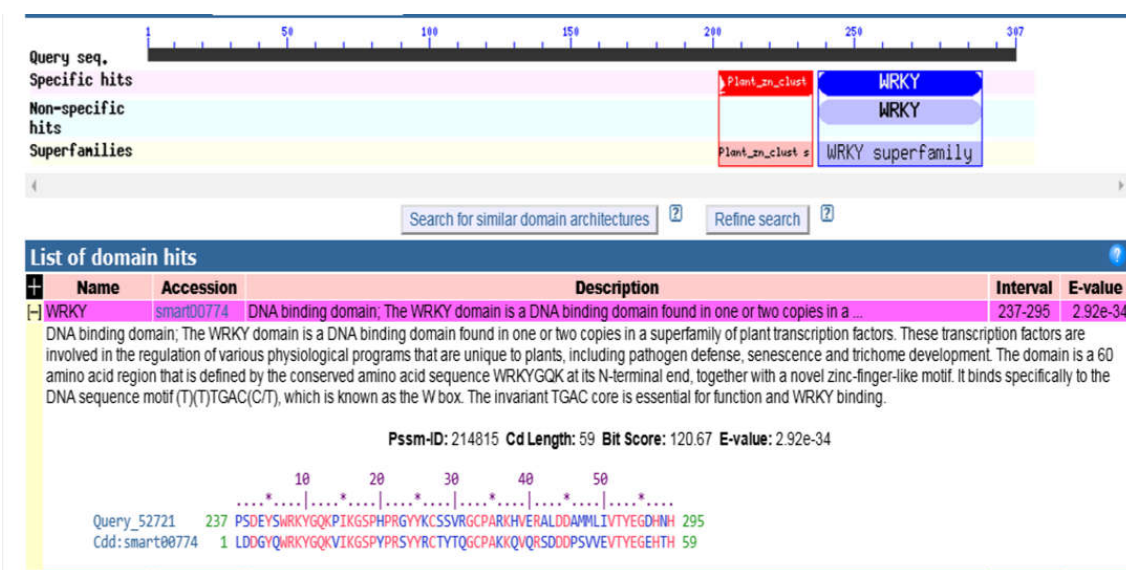 1 50 100 150 200 250 307
Query seq.
Specific hits Plant_zn_clust WRKY
Non-specific WRKY
hits
Superfamilies Plant_zn_clust s WRKY superfamily
Search for similar domain architectures ? Refine search ?
List of domain hits ?
+ Name Accession Description Interval E-value
[-] WRKY smart00774 DNA binding domain; The WRKY domain is a DNA binding domain found in one or two copies in a ... 237-295 2.92e-34
DNA binding domain; The WRKY domain is a DNA binding domain found in one or two copies in a superfamily of plant transcription factors. These transcription factors are
involved in the regulation of various physiological programs that are unique to plants, including pathogen defense, senescence and trichome development. The domain is a 60
amino acid region that is defined by the conserved amino acid sequence WRKYGQK at its N-terminal end, together with a novel zinc-finger-like motif. It binds specifically to the
DNA sequence motif (T)(T)TGAC(C/T), which is known as the W box. The invariant TGAC core is essential for function and WRKY binding.
Pssm-ID: 214815 Cd Length: 59 Bit Score: 120.67 E-value: 2.92e-34
10 20 30 40 50
....*....|....*....|....*....|....*....|....*....|....*....
Query_52721 237 PSDEYSWRKYGQKPIKGSPHPRGYYKCSSVRGCPARKHVERALDDAMMLIVTYEGDHNH 295
Cdd:smart00774 1 LDDGYQWRKYGQKVIKGSPYPRSYYRCTYTQGCPAKKQVQRSDDDPSVVEVTYEGEHTH 59